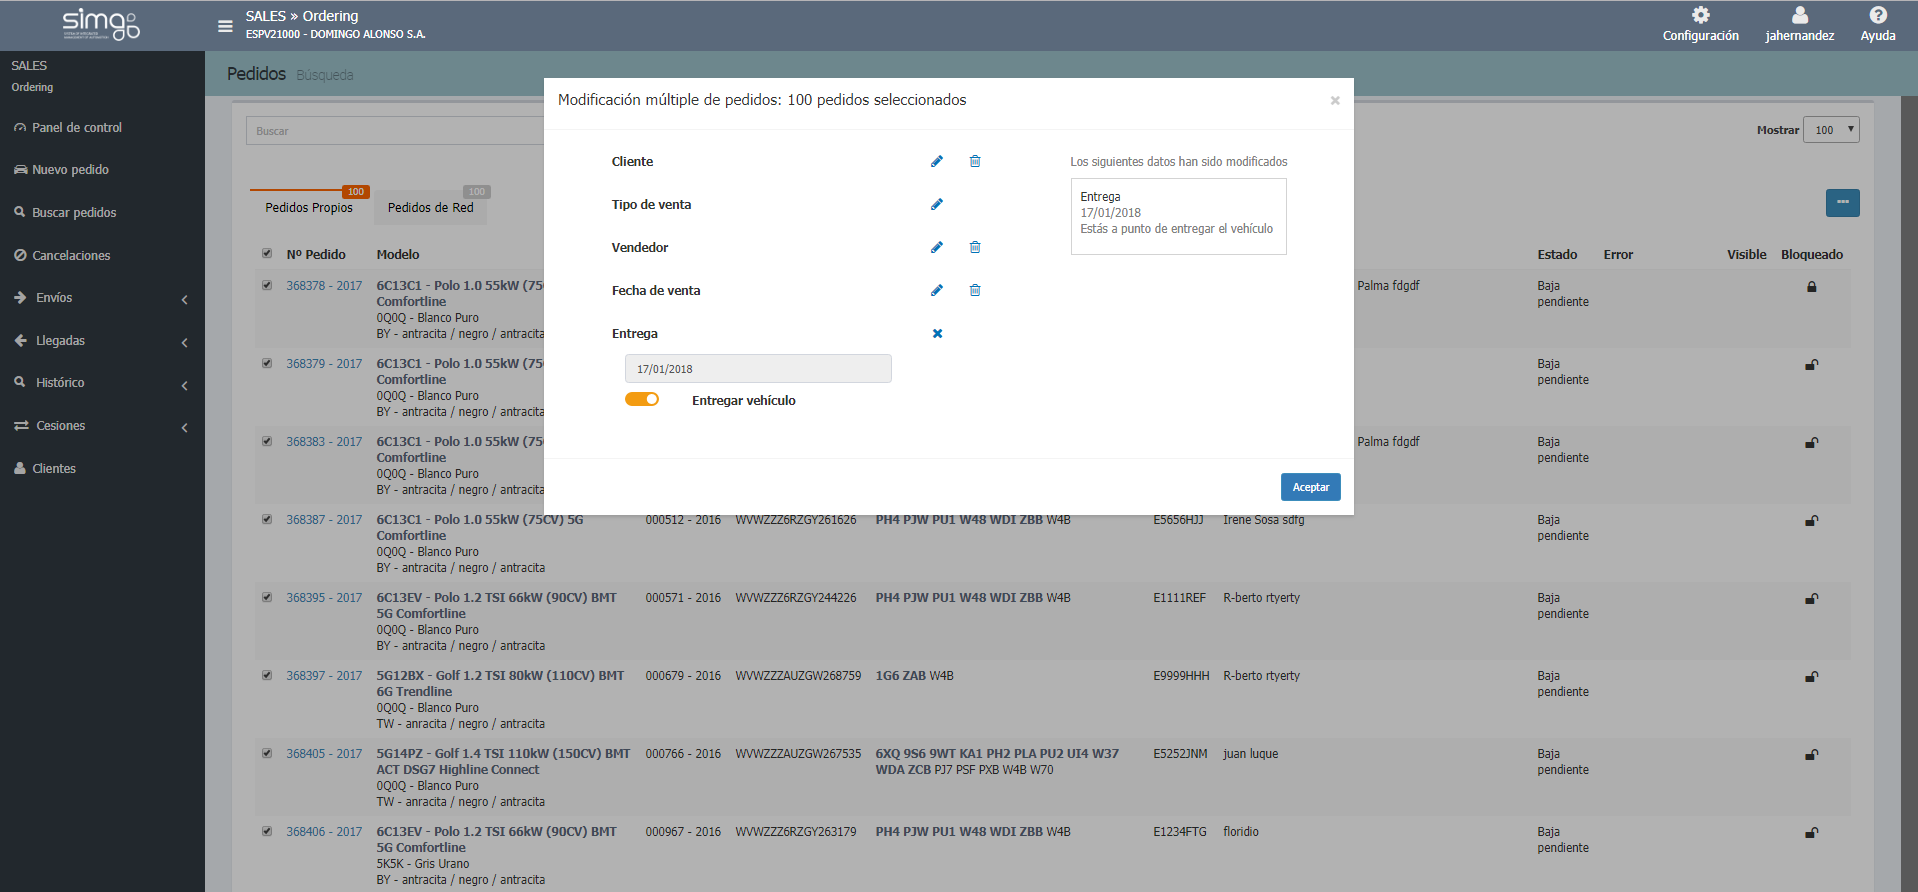 simgo
SALES » Ordering
ESPV21000 - DOMINGO ALONSO S.A.
Configuración
jahernandez
Ayuda
SALES
Ordering
Panel de control
Nuevo pedido
Buscar pedidos
Cancelaciones
Envíos
Llegadas
Histórico
Cesiones
Clientes
Pedidos Búsqueda
Buscar
Mostrar 100
Pedidos Propios 100
Pedidos de Red 100
Modificación múltiple de pedidos: 100 pedidos seleccionados
Cliente
Tipo de venta
Vendedor
Fecha de venta
Entrega
17/01/2018
Entregar vehículo
Los siguientes datos han sido modificados
Entrega
17/01/2018
Estás a punto de entregar el vehículo
Aceptar
Nº Pedido Modelo Estado Error Visible Bloqueado
368378 - 2017 6C13C1 - Polo 1.0 55kW (75C Palma fdgdf Baja
Comfortline pendiente
0Q0Q - Blanco Puro
BY - antracita / negro / antracita
368379 - 2017 6C13C1 - Polo 1.0 55kW (75 Baja
Comfortline pendiente
0Q0Q - Blanco Puro
BY - antracita / negro / antracita
368383 - 2017 6C13C1 - Polo 1.0 55kW (75 Palma fdgdf Baja
Comfortline pendiente
0Q0Q - Blanco Puro
BY - antracita / negro / antracita
368387 - 2017 6C13C1 - Polo 1.0 55kW (75CV) 5G 000512 - 2016 WVWZZZ6RZGY261626 PH4 PJW PU1 W48 WDI ZBB W4B E5656HJJ Irene Sosa sdfg Baja
Comfortline pendiente
0Q0Q - Blanco Puro
BY - antracita / negro / antracita
368395 - 2017 6C13EV - Polo 1.2 TSI 66kW (90CV) BMT 000571 - 2016 WVWZZZ6RZGY244226 PH4 PJW PU1 W48 WDI ZBB W4B E1111REF R-berto rtyerty Baja
5G Comfortline pendiente
0Q0Q - Blanco Puro
BY - antracita / negro / antracita
368397 - 2017 5G12BX - Golf 1.2 TSI 80kW (110CV) BMT 000679 - 2016 WVWZZZAUZGW268759 1G6 ZAB W4B E9999HHH R-berto rtyerty Baja
6G Trendline pendiente
0Q0Q - Blanco Puro
TW - anracita / negro / antracita
368405 - 2017 5G14PZ - Golf 1.4 TSI 110kW (150CV) BMT 000766 - 2016 WVWZZZAUZGW267535 6XQ 9S6 9WT KA1 PH2 PLA PU2 UI4 W37 E5252JNM juan luque Baja
ACT DSG7 Highline Connect WDA ZCB PJ7 PSF PXB W4B W70 pendiente
0Q0Q - Blanco Puro
TW - anracita / negro / antracita
368406 - 2017 6C13EV - Polo 1.2 TSI 66kW (90CV) BMT 000967 - 2016 WVWZZZ6RZGY263179 PH4 PJW PU1 W48 WDI ZBB W4B E1234FTG floridio Baja
5G Comfortline pendiente
5K5K - Gris Urano
BY - antracita / negro / antracita